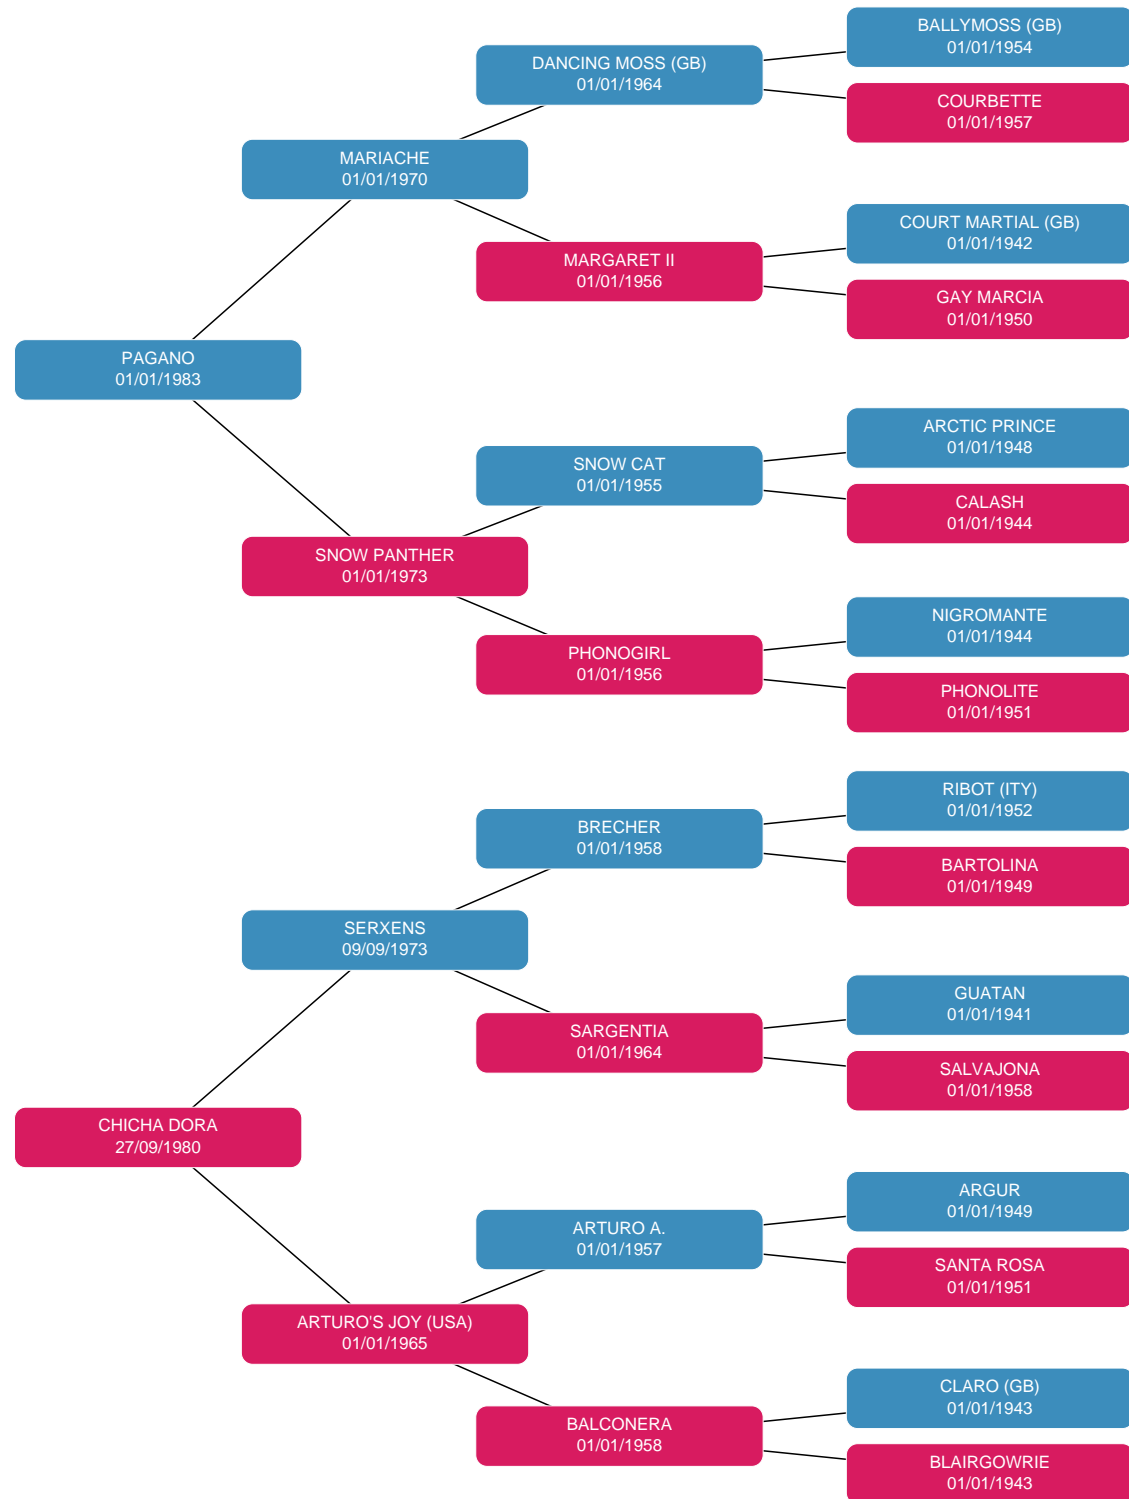 BALLYMOSS (GB)
01/01/1954
DANCING MOSS (GB)
01/01/1964
COURBETTE
01/01/1957
MARIACHE
01/01/1970
COURT MARTIAL (GB)
01/01/1942
MARGARET II
01/01/1956
GAY MARCIA
01/01/1950
PAGANO
01/01/1983
ARCTIC PRINCE
01/01/1948
SNOW CAT
01/01/1955
CALASH
01/01/1944
SNOW PANTHER
01/01/1973
NIGROMANTE
01/01/1944
PHONOGIRL
01/01/1956
PHONOLITE
01/01/1951
RIBOT (ITY)
01/01/1952
BRECHER
01/01/1958
BARTOLINA
01/01/1949
SERXENS
09/09/1973
GUATAN
01/01/1941
SARGENTIA
01/01/1964
SALVAJONA
01/01/1958
CHICHA DORA
27/09/1980
ARGUR
01/01/1949
ARTURO A.
01/01/1957
SANTA ROSA
01/01/1951
ARTURO'S JOY (USA)
01/01/1965
CLARO (GB)
01/01/1943
BALCONERA
01/01/1958
BLAIRGOWRIE
01/01/1943